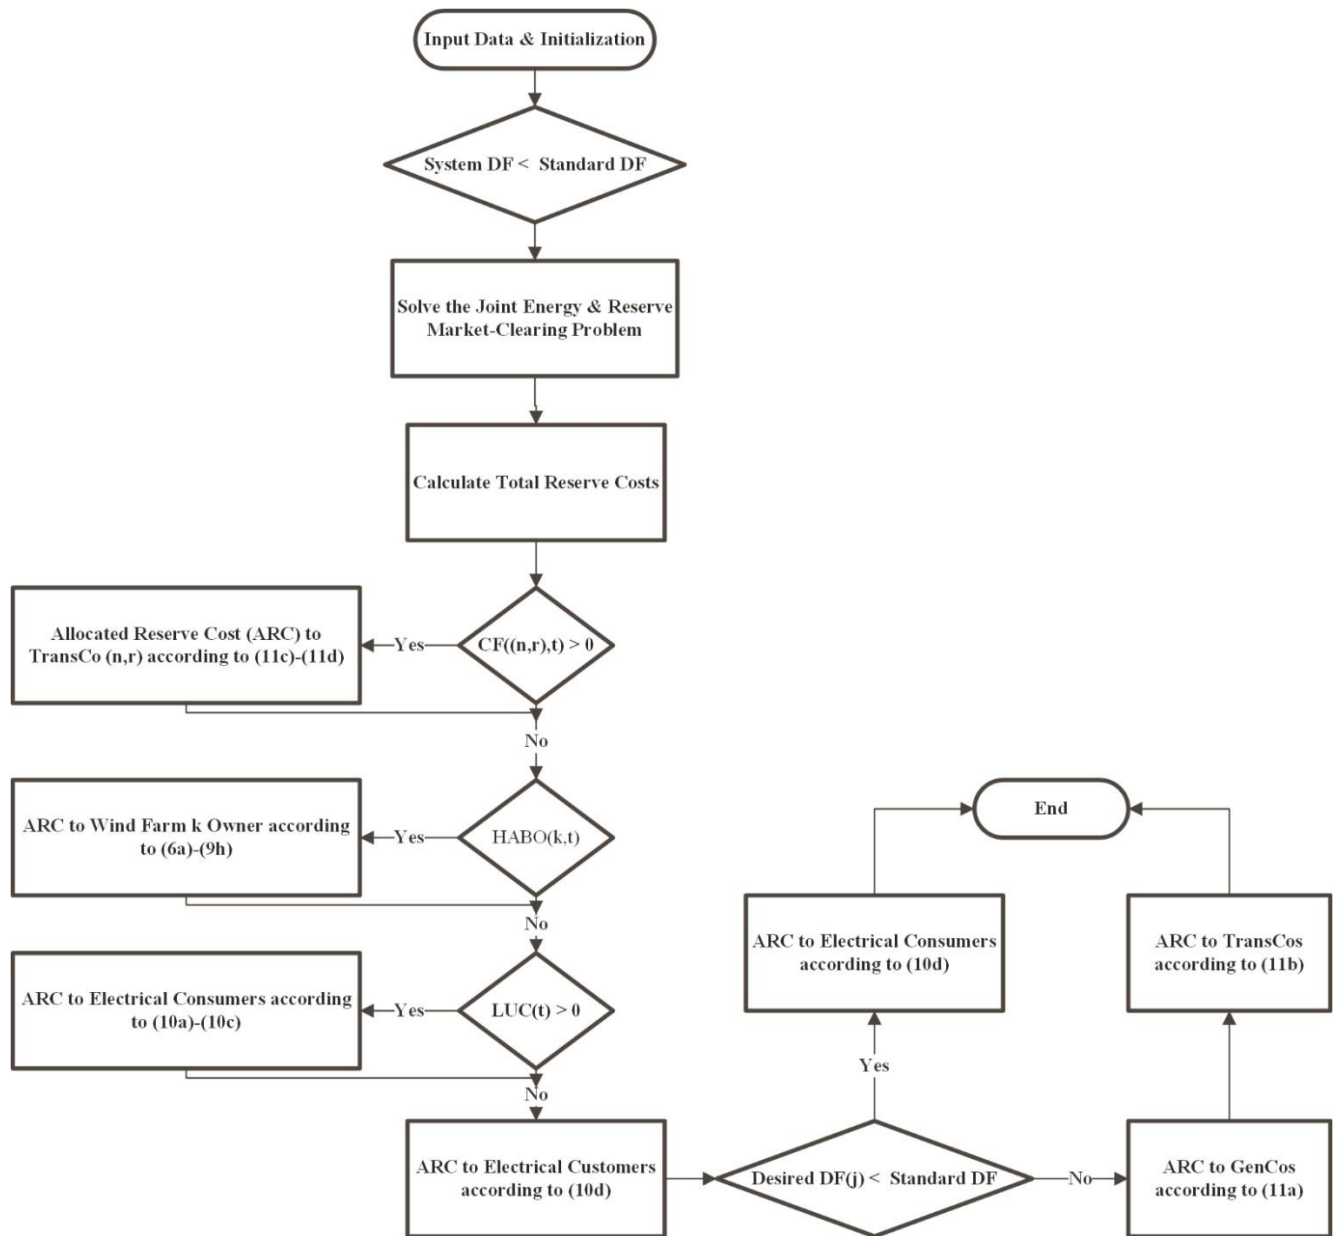 Input Data & Initialization
System DF < Standard DF
Solve the Joint Energy & Reserve
Market-Clearing Problem
Calculate Total Reserve Costs
Allocated Reserve Cost (ARC) to
TransCo (n,r) according to (11c)-(11d)
Yes
CF((n,r),t) > 0
No
ARC to Wind Farm k Owner according
to (6a)-(9h)
Yes
HABO(k,t)
No
ARC to Electrical Consumers according
to (10a)-(10c)
Yes
LUC(t) > 0
No
ARC to Electrical Customers
according to (10d)
Desired DF(j) < Standard DF
Yes
ARC to Electrical Consumers
according to (10d)
No
ARC to GenCos
according to (11a)
ARC to TransCos
according to (11b)
End